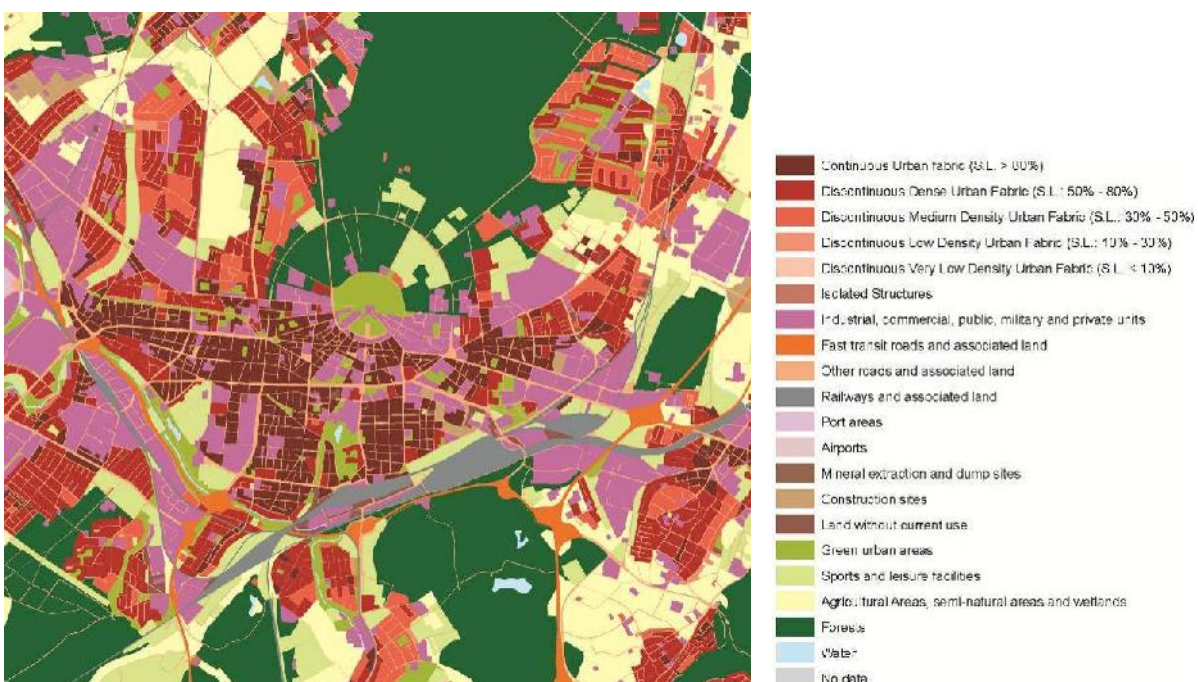 Continuous Urban fabric (S.L. > 80%)
Discontinuous Dense Urban Fabric (S.L.: 50% - 80%)
Discontinuous Medium Density Urban Fabric (S.L.: 30% - 50%)
Discontinuous Low Density Urban Fabric (S.L.: 10% - 30%)
Discontinuous Very Low Density Urban Fabric (S.L. < 10%)
Isolated Structures
Industrial, commercial, public, military and private units
Fast transit roads and associated land
Other roads and associated land
Railways and associated land
Port areas
Airports
Mineral extraction and dump sites
Construction sites
Land without current use
Green urban areas
Sports and leisure facilities
Agricultural Areas, semi-natural areas and wetlands
Forests
Water
No data